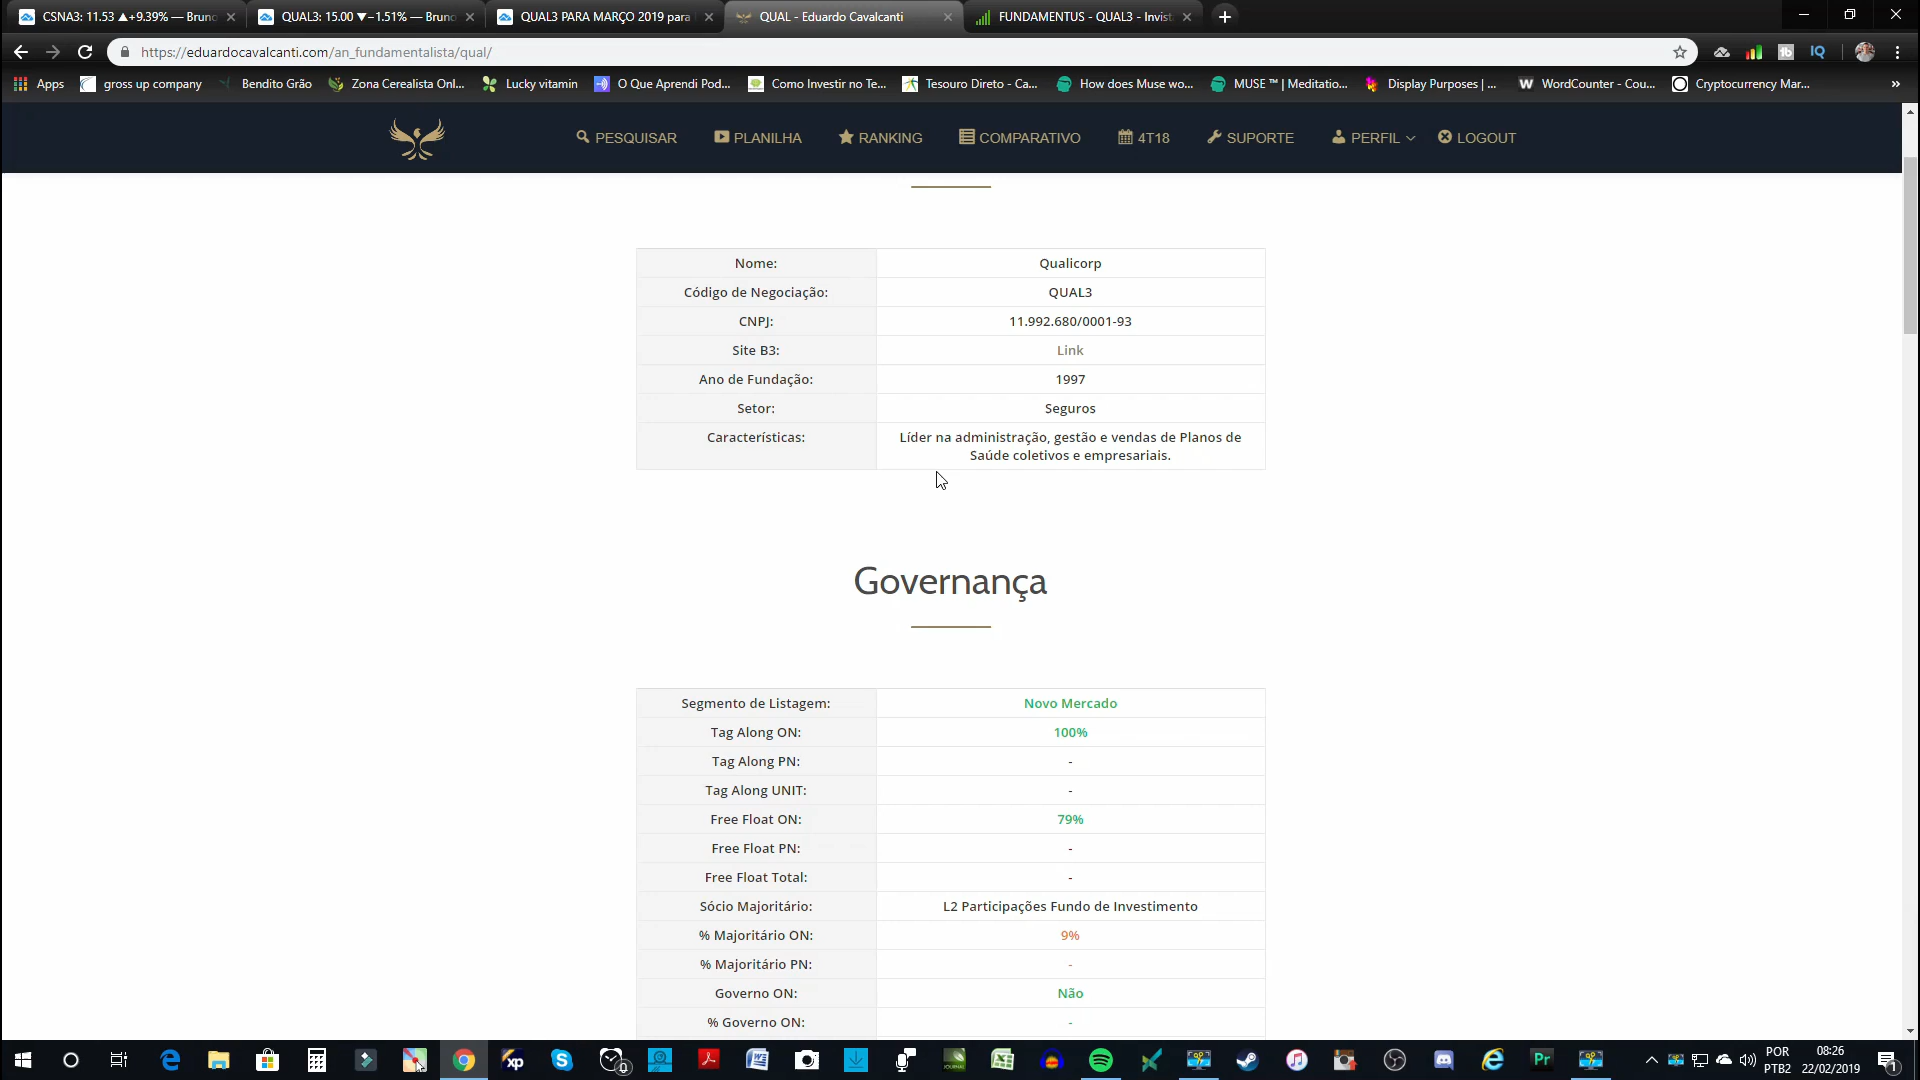 CSNA3: 11.53 ▲+9.39% — Brun
QUAL3: 15.00 ▼−1.51% — Brun
QUAL3 PARA MARÇO 2019 para
QUAL - Eduardo Cavalcanti
FUNDAMENTUS - QUAL3 - Invist
https://eduardocavalcanti.com/an_fundamentalista/qual/
Apps
gross up company
Bendito Grão
Zona Cerealista Onl...
Lucky vitamin
O Que Aprendi Pod...
Como Investir no Te...
Tesouro Direto - Ca...
How does Muse wo...
MUSE ™ | Meditatio...
Display Purposes | ...
WordCounter - Cou...
Cryptocurrency Mar...
»
PESQUISAR
PLANILHA
RANKING
COMPARATIVO
4T18
SUPORTE
PERFIL
LOGOUT
Nome: Qualicorp
Código de Negociação: QUAL3
CNPJ: 11.992.680/0001-93
Site B3: Link
Ano de Fundação: 1997
Setor: Seguros
Características: Líder na administração, gestão e vendas de Planos de
Saúde coletivos e empresariais.
Governança
Segmento de Listagem: Novo Mercado
Tag Along ON: 100%
Tag Along PN: -
Tag Along UNIT: -
Free Float ON: 79%
Free Float PN: -
Free Float Total: -
Sócio Majoritário: L2 Participações Fundo de Investimento
% Majoritário ON: 9%
% Majoritário PN: -
Governo ON: Não
% Governo ON: -
POR
PTB2
08:26
22/02/2019